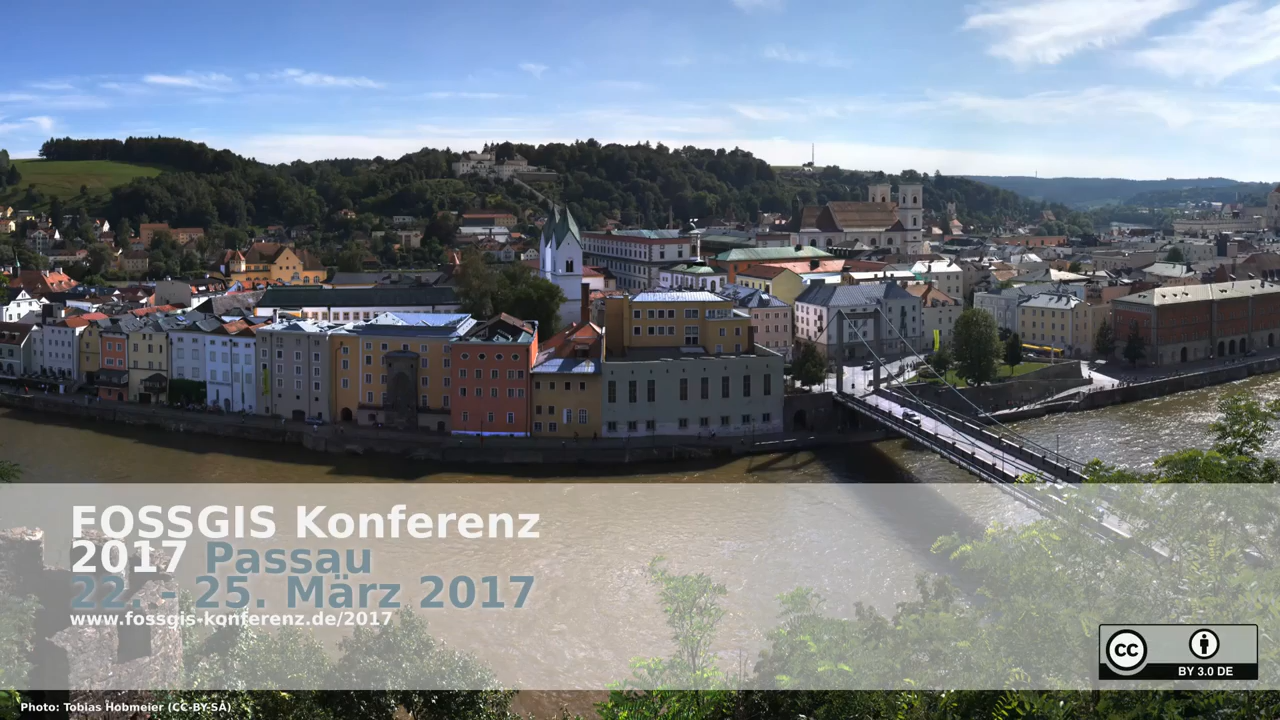 FOSSGIS Konferenz
2017 Passau
22. - 25. März 2017
www.fossgis-konferenz.de/2017
cc
BY 3.0 DE
Photo: Tobias Hobmeier (CC-BY-SA)